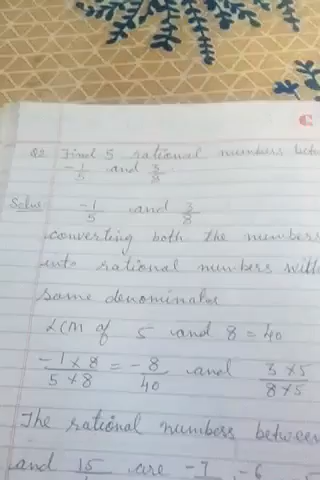 Q2 Find 5 rational numbers betw
-1/5 and 3/8
Solue -1/5 and 3/8
converting both the numbers
into rational numbers with
same denominator
LCM of 5 and 8 = 40
-1×8/5×8 = -8/40 and 3×5/8×5
The rational numbers between
and 15 are -7, -6